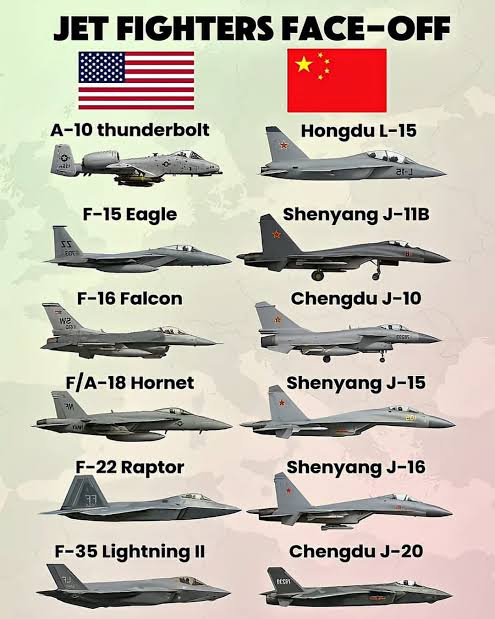 JET FIGHTERS FACE-OFF
A-10 thunderbolt
Hongdu L-15
F-15 Eagle
Shenyang J-11B
F-16 Falcon
Chengdu J-10
F/A-18 Hornet
Shenyang J-15
F-22 Raptor
Shenyang J-16
F-35 Lightning II
Chengdu J-20